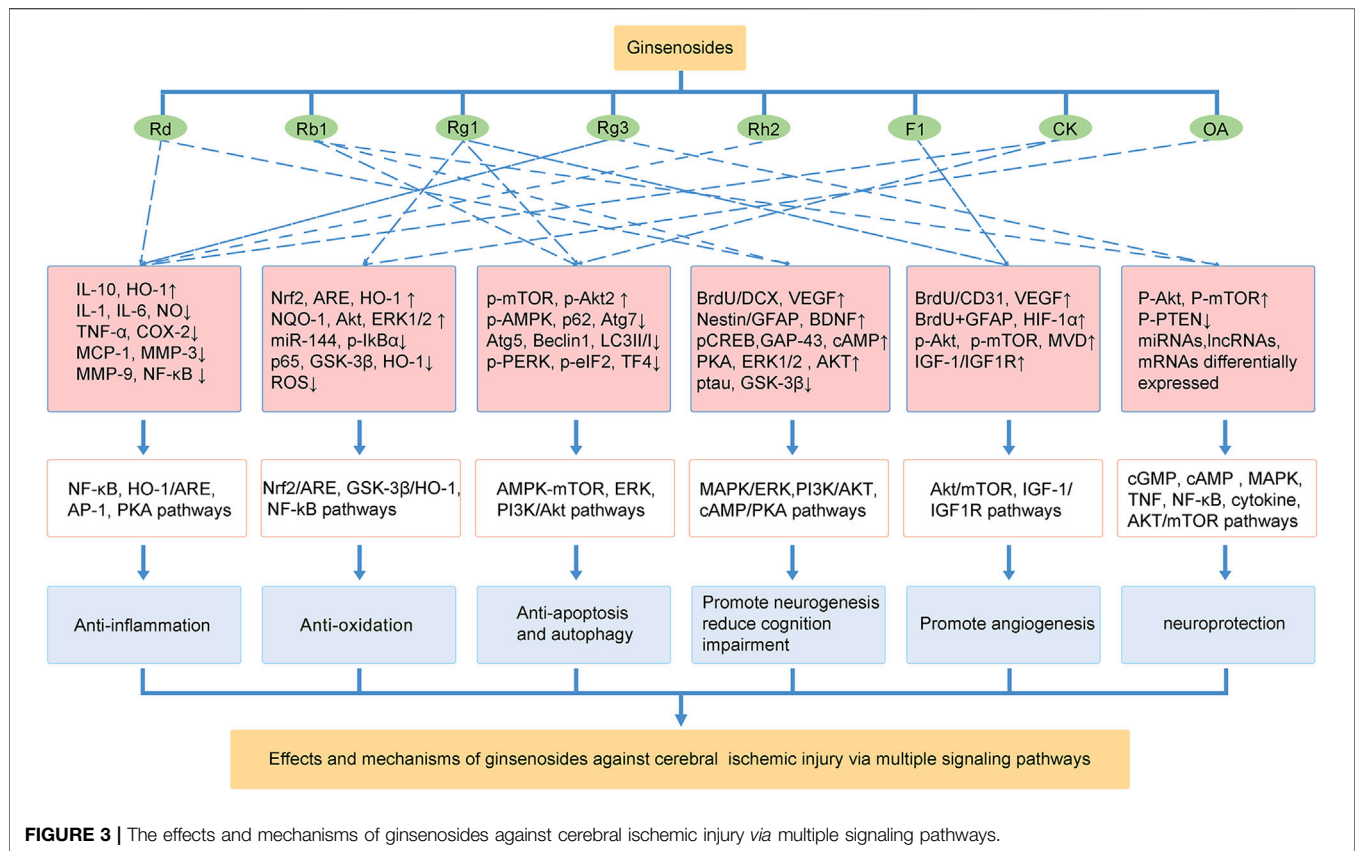 Ginsenosides
Rd
Rb1
Rg1
Rg3
Rh2
F1
CK
OA
IL-10, HO-1↑
IL-1, IL-6, NO↓
TNF-α, COX-2↓
MCP-1, MMP-3↓
MMP-9, NF-κB ↓
Nrf2, ARE, HO-1 ↑
NQO-1, Akt, ERK1/2 ↑
miR-144, p-IkBα↓
p65, GSK-3β, HO-1↓
ROS↓
p-mTOR, p-Akt2 ↑
p-AMPK, p62, Atg7↓
Atg5, Beclin1, LC3II/I↓
p-PERK, p-eIF2, TF4↓
BrdU/DCX, VEGF↑
Nestin/GFAP, BDNF↑
pCREB,GAP-43, cAMP↑
PKA, ERK1/2 , AKT↑
ptau, GSK-3β↓
BrdU/CD31, VEGF↑
BrdU+GFAP, HIF-1α↑
p-Akt, p-mTOR, MVD↑
IGF-1/IGF1R↑
P-Akt, P-mTOR↑
P-PTEN↓
miRNAs,lncRNAs,
mRNAs differentially
expressed
NF-κB, HO-1/ARE,
AP-1, PKA pathways
Nrf2/ARE, GSK-3β/HO-1,
NF-kB pathways
AMPK-mTOR, ERK,
PI3K/Akt pathways
MAPK/ERK,PI3K/AKT,
cAMP/PKA pathways
Akt/mTOR, IGF-1/
IGF1R pathways
cGMP, cAMP , MAPK,
TNF, NF-κB, cytokine,
AKT/mTOR pathways
Anti-inflammation
Anti-oxidation
Anti-apoptosis
and autophagy
Promote neurogenesis
reduce cognition
impairment
Promote angiogenesis
neuroprotection
Effects and mechanisms of ginsenosides against cerebral ischemic injury via multiple signaling pathways
FIGURE 3 | The effects and mechanisms of ginsenosides against cerebral ischemic injury via multiple signaling pathways.